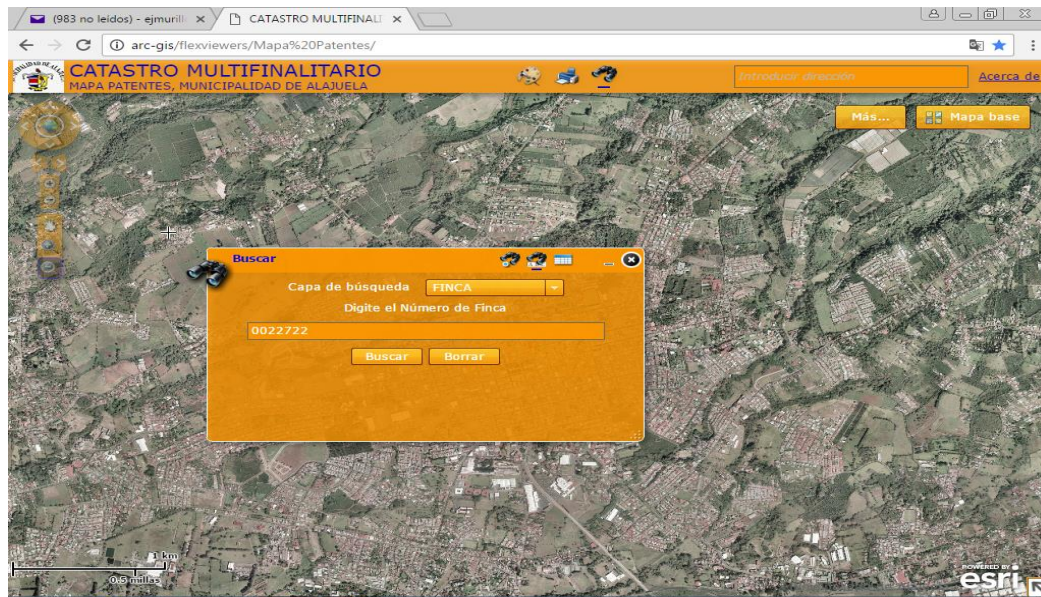 (983 no leídos) - ejmurill
CATASTRO MULTIFINALIT
arc-gis/flexviewers/Mapa%20Patentes/
CATASTRO MULTIFINALITARIO
MAPA PATENTES, MUNICIPALIDAD DE ALAJUELA
Introducir dirección
Acerca de
Más...
Mapa base
Buscar
Capa de búsqueda
FINCA
Digite el Número de Finca
0022722
Buscar
Borrar
1 km
0.5 millas
POWERED BY
esri